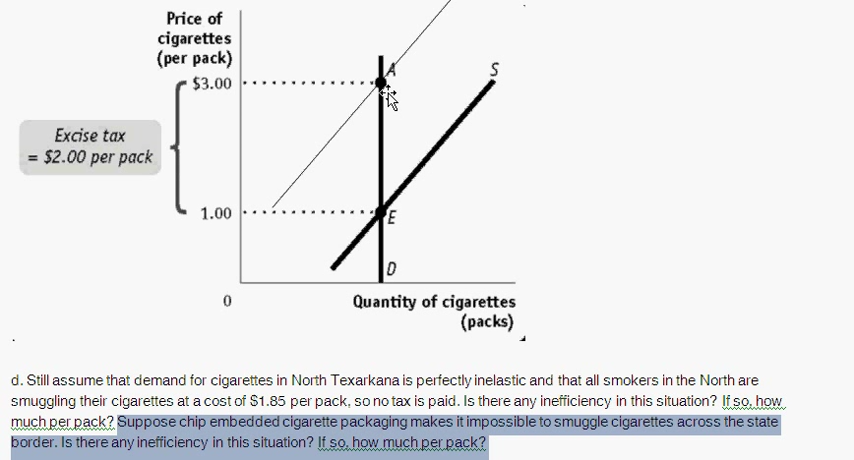 Price of
cigarettes
(per pack)
$3.00
A
S
Excise tax
= $2.00 per pack
1.00
E
D
0
Quantity of cigarettes
(packs)
d. Still assume that demand for cigarettes in North Texarkana is perfectly inelastic and that all smokers in the North are
smuggling their cigarettes at a cost of $1.85 per pack, so no tax is paid. Is there any inefficiency in this situation? If so, how
much per pack? Suppose chip embedded cigarette packaging makes it impossible to smuggle cigarettes across the state
border. Is there any inefficiency in this situation? If so, how much per pack?